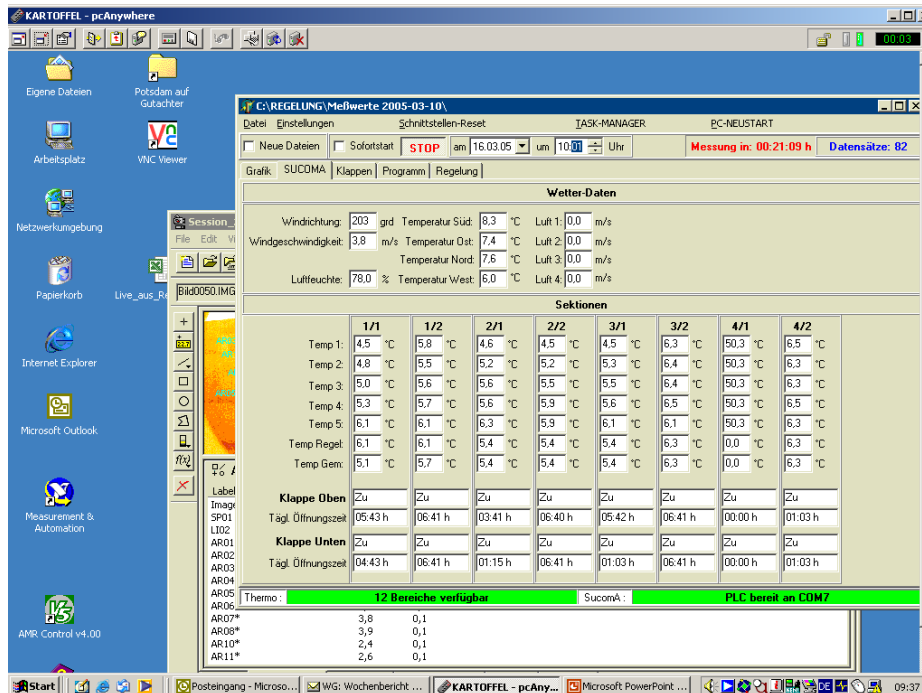 KARTOFFEL - pcAnywhere
00:03
Eigene Dateien
Potsdam auf Gutachter
Arbeitsplatz
VNC Viewer
Netzwerkumgebung
Papierkorb
Live_aus_Re
Internet Explorer
Microsoft Outlook
Measurement & Automation
AMR Control v4.00
Session_
File Edit Vi
Bild0050.IMG
C:\REGELUNG\Meßwerte 2005-03-10\
Datei Einstellungen Schnittstellen-Reset TASK-MANAGER PC-NEUSTART
Neue Dateien Sofortstart STOP am 16.03.05 um 10:01 Uhr Messung in: 00:21:09 h Datensätze: 82
Grafik SUCOMA Klappen Programm Regelung
Wetter-Daten
Windrichtung: 203 grd Temperatur Süd: 8,3 °C Luft 1: 0,0 m/s
Windgeschwindigkeit: 3,8 m/s Temperatur Ost: 7,4 °C Luft 2: 0,0 m/s
Temperatur Nord: 7,6 °C Luft 3: 0,0 m/s
Luftfeuchte: 78,0 % Temperatur West: 6,0 °C Luft 4: 0,0 m/s
Sektionen
1/1 1/2 2/1 2/2 3/1 3/2 4/1 4/2
Temp 1: 4,5 °C 5,8 °C 4,6 °C 4,5 °C 4,5 °C 6,3 °C 50,3 °C 6,5 °C
Temp 2: 4,8 °C 5,5 °C 5,2 °C 5,2 °C 5,3 °C 6,4 °C 50,3 °C 6,3 °C
Temp 3: 5,0 °C 5,6 °C 5,6 °C 5,5 °C 5,5 °C 6,4 °C 50,3 °C 6,3 °C
Temp 4: 5,3 °C 5,7 °C 5,6 °C 5,9 °C 5,6 °C 6,5 °C 50,3 °C 6,5 °C
Temp 5: 6,1 °C 6,1 °C 6,3 °C 5,9 °C 6,1 °C 6,1 °C 50,3 °C 6,3 °C
Temp Regel: 6,1 °C 6,1 °C 5,4 °C 5,4 °C 5,4 °C 6,3 °C 0,0 °C 6,3 °C
Temp Gem: 5,1 °C 5,7 °C 5,4 °C 5,4 °C 5,4 °C 6,3 °C 0,0 °C 6,3 °C
Klappe Oben Zu Zu Zu Zu Zu Zu Zu Zu
Tägl. Öffnungszeit 05:43 h 06:41 h 03:41 h 06:40 h 05:42 h 06:41 h 00:00 h 01:03 h
Klappe Unten Zu Zu Zu Zu Zu Zu Zu Zu
Tägl. Öffnungszeit 04:43 h 06:41 h 01:15 h 06:41 h 01:03 h 06:41 h 00:00 h 01:03 h
Thermo : 12 Bereiche verfügbar SucomA : PLC bereit an COM7
Label
Image
SP01
LI02
AR01
AR02
AR03
AR04
AR05
AR06
AR07* 3,8 0,1
AR08* 3,9 0,1
AR10* 2,4 0,1
AR11* 2,6 0,1
Start Posteingang - Microso... WG: Wochenbericht ... KARTOFFEL - pcAny... Microsoft PowerPoint ... DE 09:39